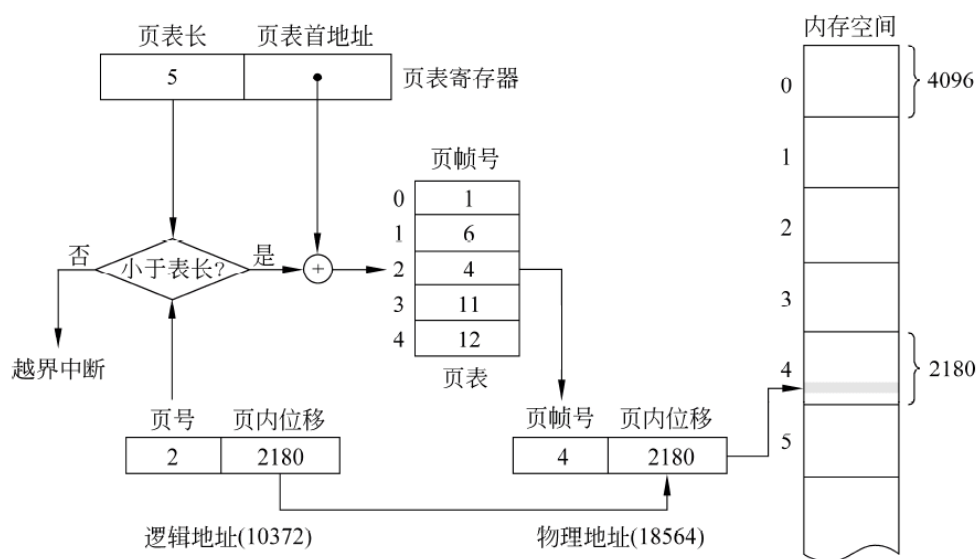 页表长 页表首地址
5
页表寄存器
内存空间
0
4096
1
2
3
4
2180
5
页帧号
0 1
1 6
2 4
3 11
4 12
页表
否
小于表长?
是
+
越界中断
页号 页内位移
2 2180
逻辑地址(10372)
页帧号 页内位移
4 2180
物理地址(18564)